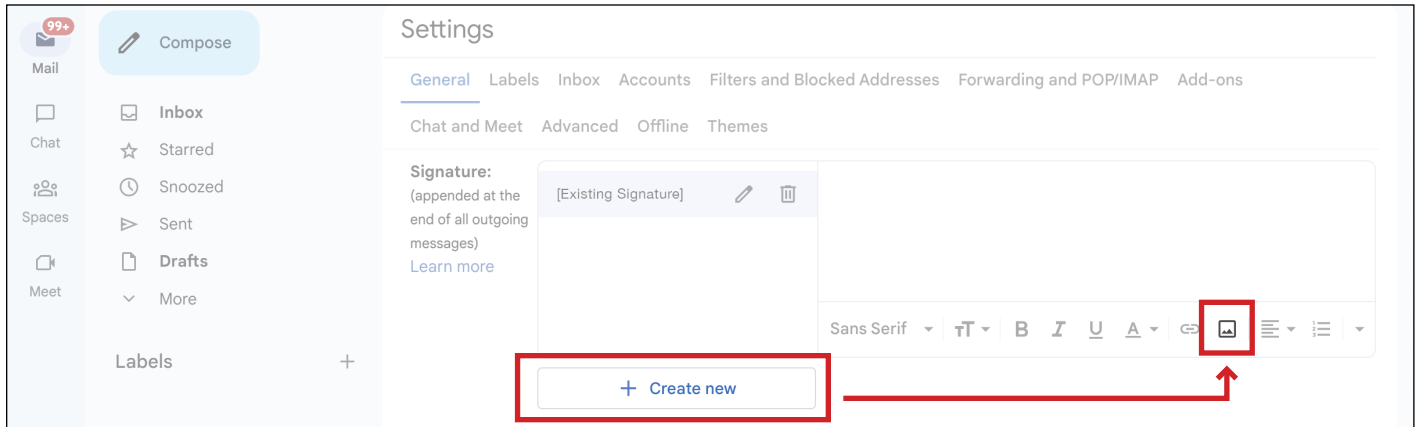 99+
Mail
Chat
Spaces
Meet
Compose
Inbox
Starred
Snoozed
Sent
Drafts
More
Labels +
Settings
General Labels Inbox Accounts Filters and Blocked Addresses Forwarding and POP/IMAP Add-ons
Chat and Meet Advanced Offline Themes
Signature:
(appended at the
end of all outgoing
messages)
Learn more
[Existing Signature]
Sans Serif TT B I U A
+ Create new